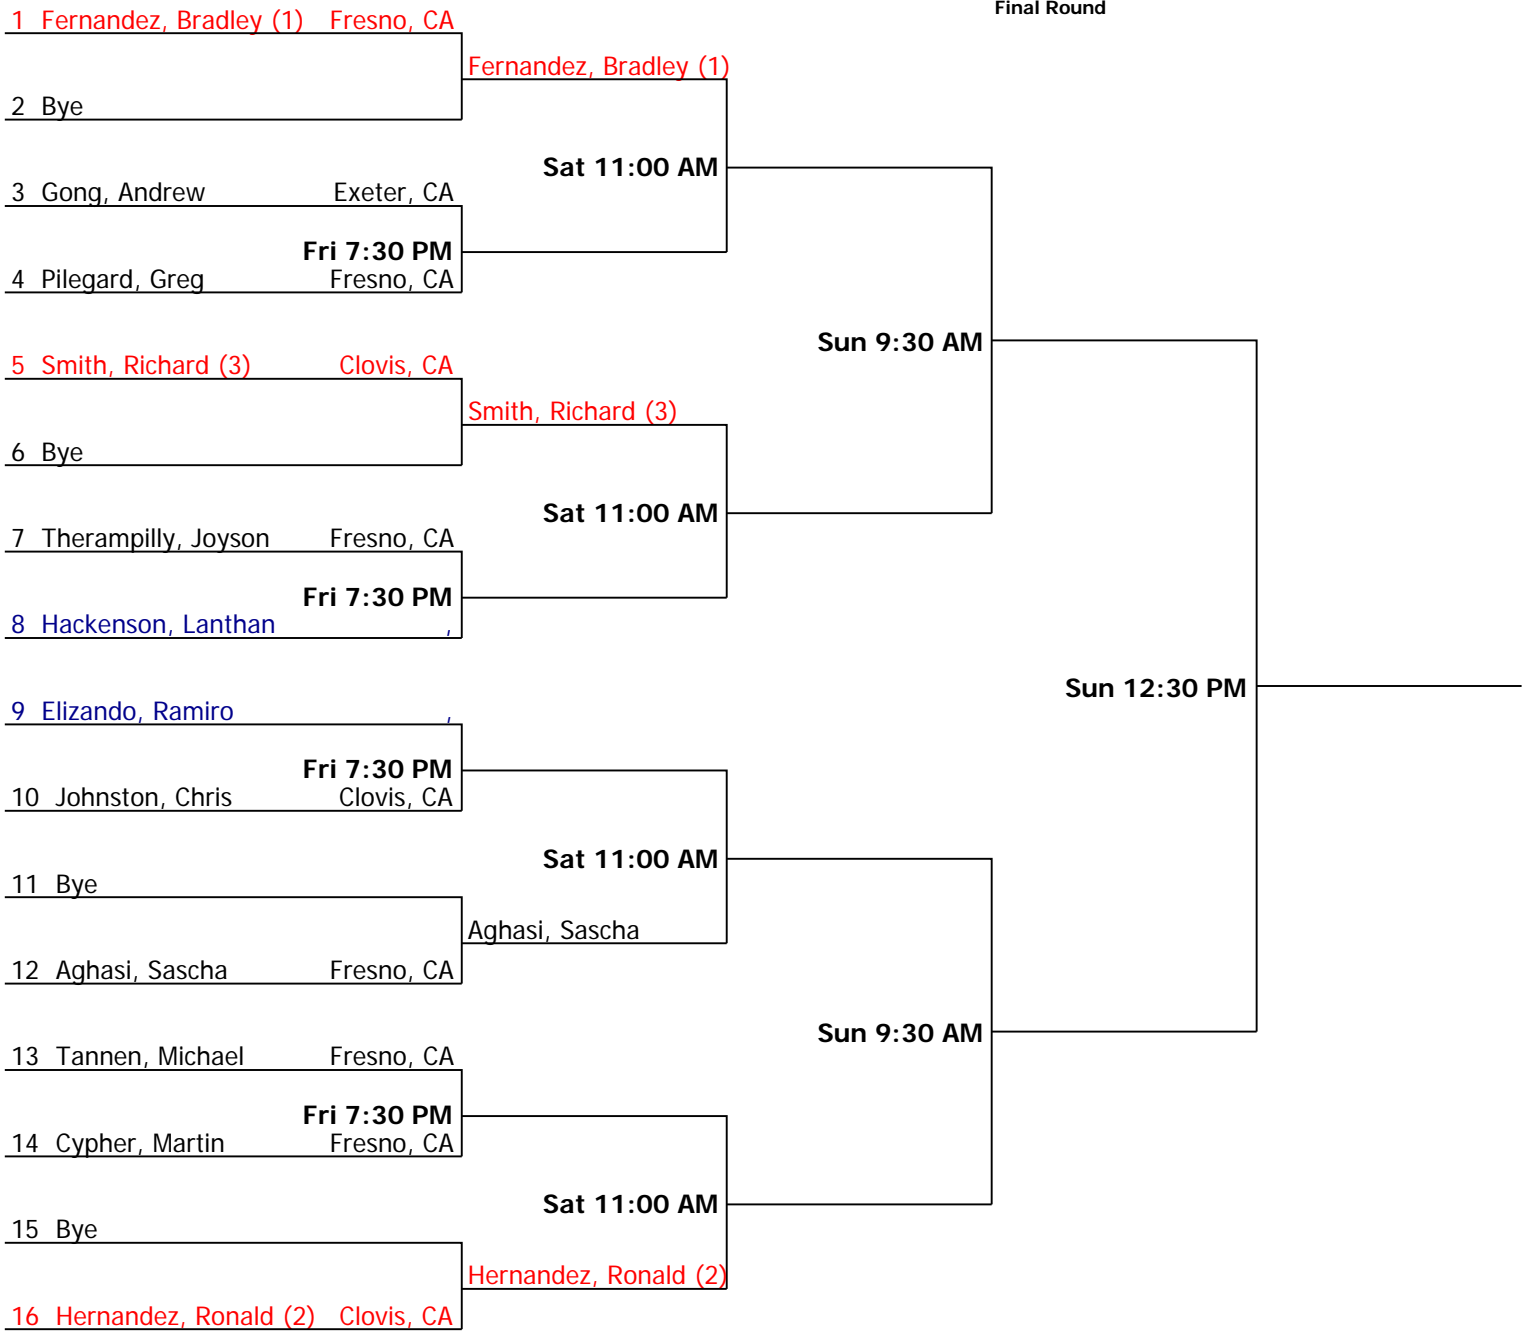 Final Round
1 Fernandez, Bradley (1) Fresno, CA
Fernandez, Bradley (1)
2 Bye
Sat 11:00 AM
3 Gong, Andrew Exeter, CA
Fri 7:30 PM
4 Pilegard, Greg Fresno, CA
Sun 9:30 AM
5 Smith, Richard (3) Clovis, CA
Smith, Richard (3)
6 Bye
Sat 11:00 AM
7 Therampilly, Joyson Fresno, CA
Fri 7:30 PM
8 Hackenson, Lanthan ,
Sun 12:30 PM
9 Elizando, Ramiro ,
Fri 7:30 PM
10 Johnston, Chris Clovis, CA
Sat 11:00 AM
11 Bye
Aghasi, Sascha
12 Aghasi, Sascha Fresno, CA
Sun 9:30 AM
13 Tannen, Michael Fresno, CA
Fri 7:30 PM
14 Cypher, Martin Fresno, CA
Sat 11:00 AM
15 Bye
Hernandez, Ronald (2)
16 Hernandez, Ronald (2) Clovis, CA